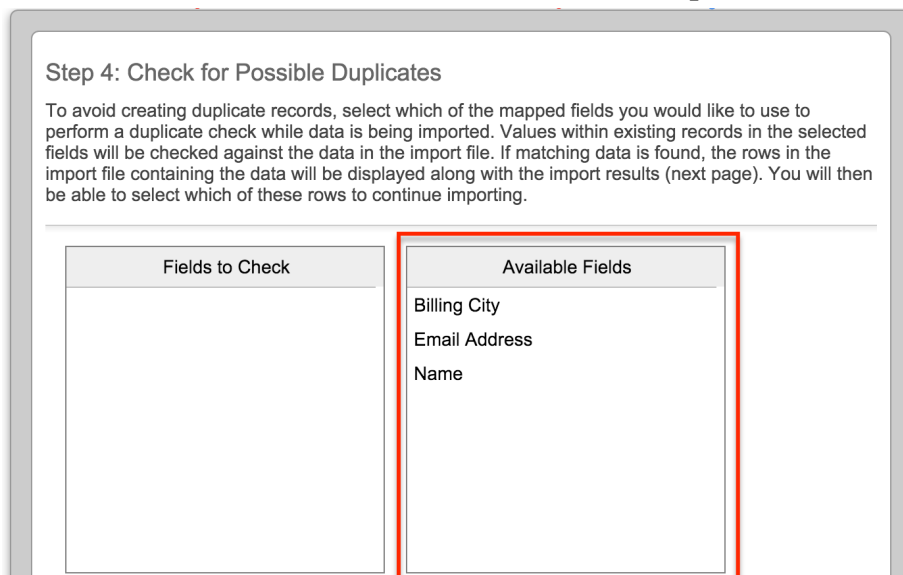 Step 4: Check for Possible Duplicates
To avoid creating duplicate records, select which of the mapped fields you would like to use to
perform a duplicate check while data is being imported. Values within existing records in the selected
fields will be checked against the data in the import file. If matching data is found, the rows in the
import file containing the data will be displayed along with the import results (next page). You will then
be able to select which of these rows to continue importing.
Fields to Check
Available Fields
Billing City
Email Address
Name